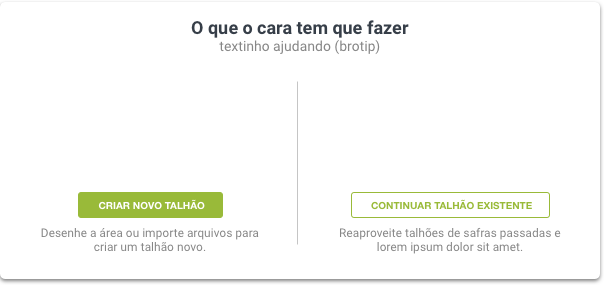 O que o cara tem que fazer
textinho ajudando (brotip)
CRIAR NOVO TALHÃO
Desenhe a área ou importe arquivos para
criar um talhão novo.
CONTINUAR TALHÃO EXISTENTE
Reaproveite talhões de safras passadas e
lorem ipsum dolor sit amet.